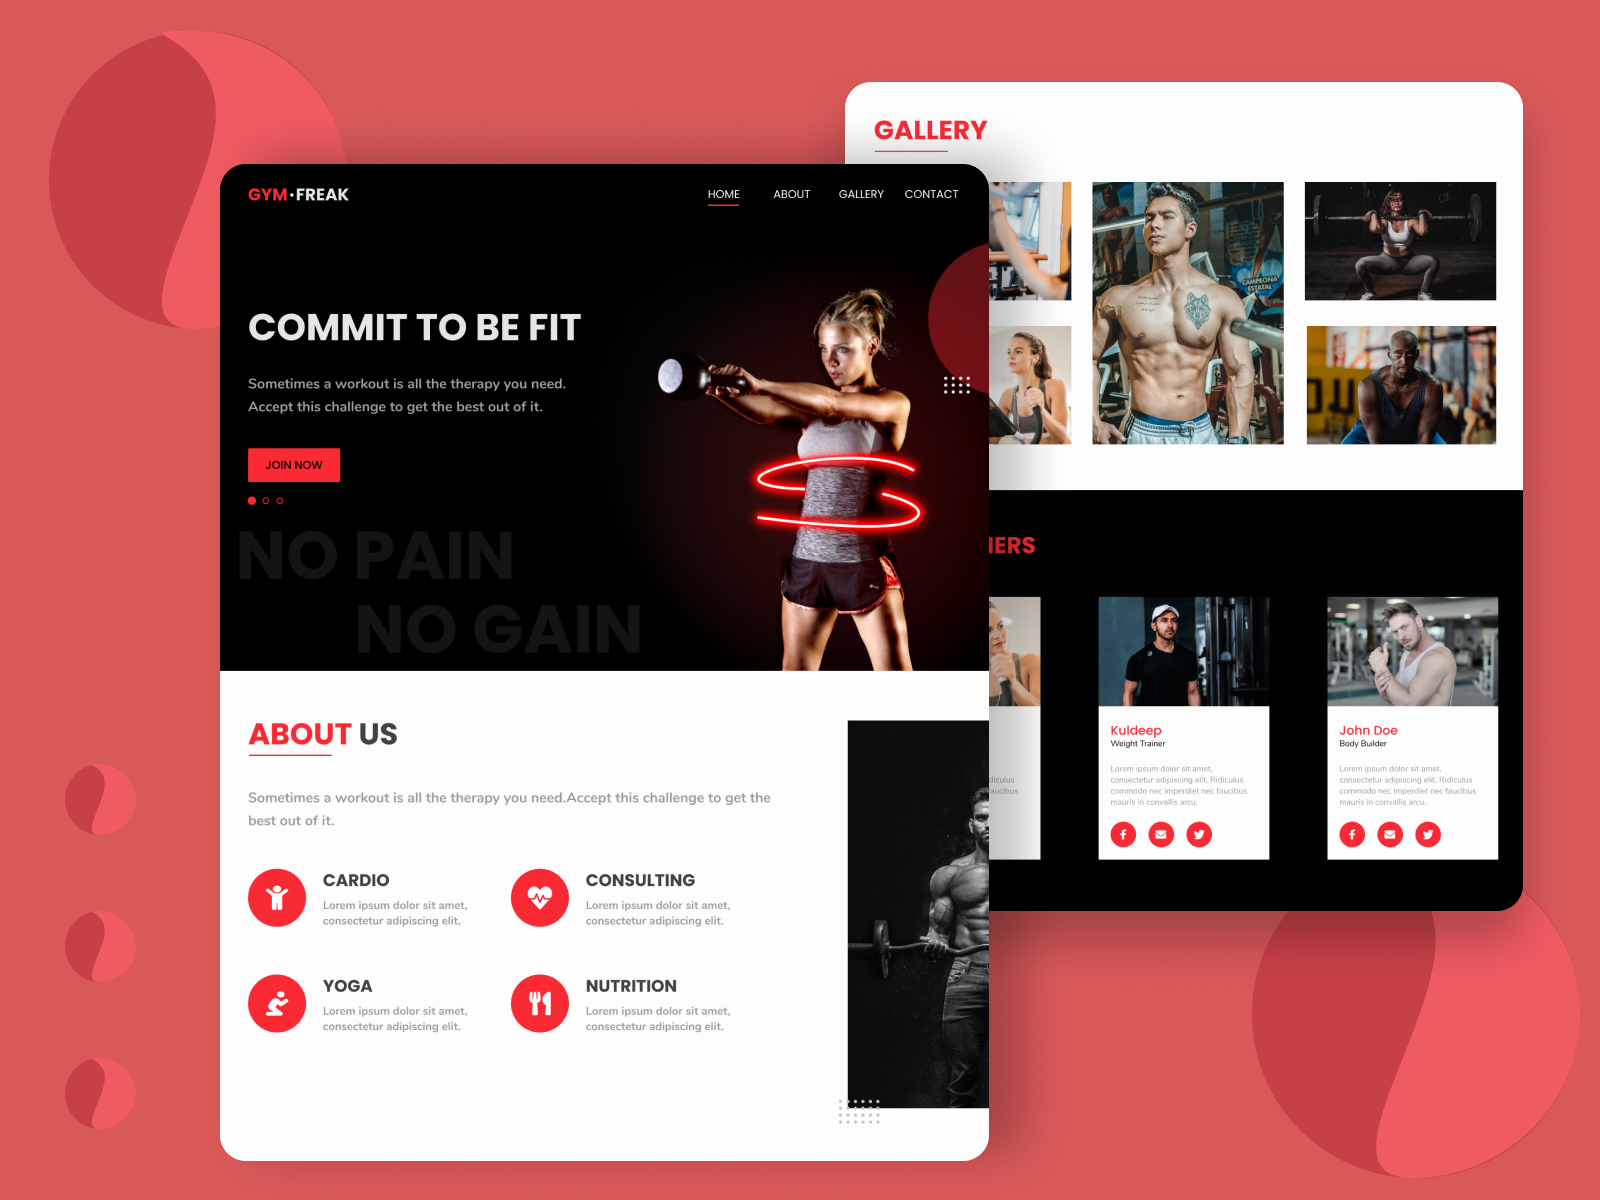 GYM·FREAK
HOME ABOUT GALLERY CONTACT
COMMIT TO BE FIT
Sometimes a workout is all the therapy you need.
Accept this challenge to get the best out of it.
JOIN NOW
NO PAIN
NO GAIN
ABOUT US
Sometimes a workout is all the therapy you need.Accept this challenge to get the
best out of it.
CARDIO
Lorem ipsum dolor sit amet,
consectetur adipiscing elit.
CONSULTING
Lorem ipsum dolor sit amet,
consectetur adipiscing elit.
YOGA
Lorem ipsum dolor sit amet,
consectetur adipiscing elit.
NUTRITION
Lorem ipsum dolor sit amet,
consectetur adipiscing elit.
GALLERY
CAMPEONA
ESTATAL
NERS
diculus
faucibus
Kuldeep
Weight Trainer
Lorem ipsum dolor sit amet,
consectetur adipiscing elit. Ridiculus
commodo nec imperdiet nec faucibus
mauris in convallis arcu.
John Doe
Body Builder
Lorem ipsum dolor sit amet,
consectetur adipiscing elit. Ridiculus
commodo nec imperdiet nec faucibus
mauris in convallis arcu.